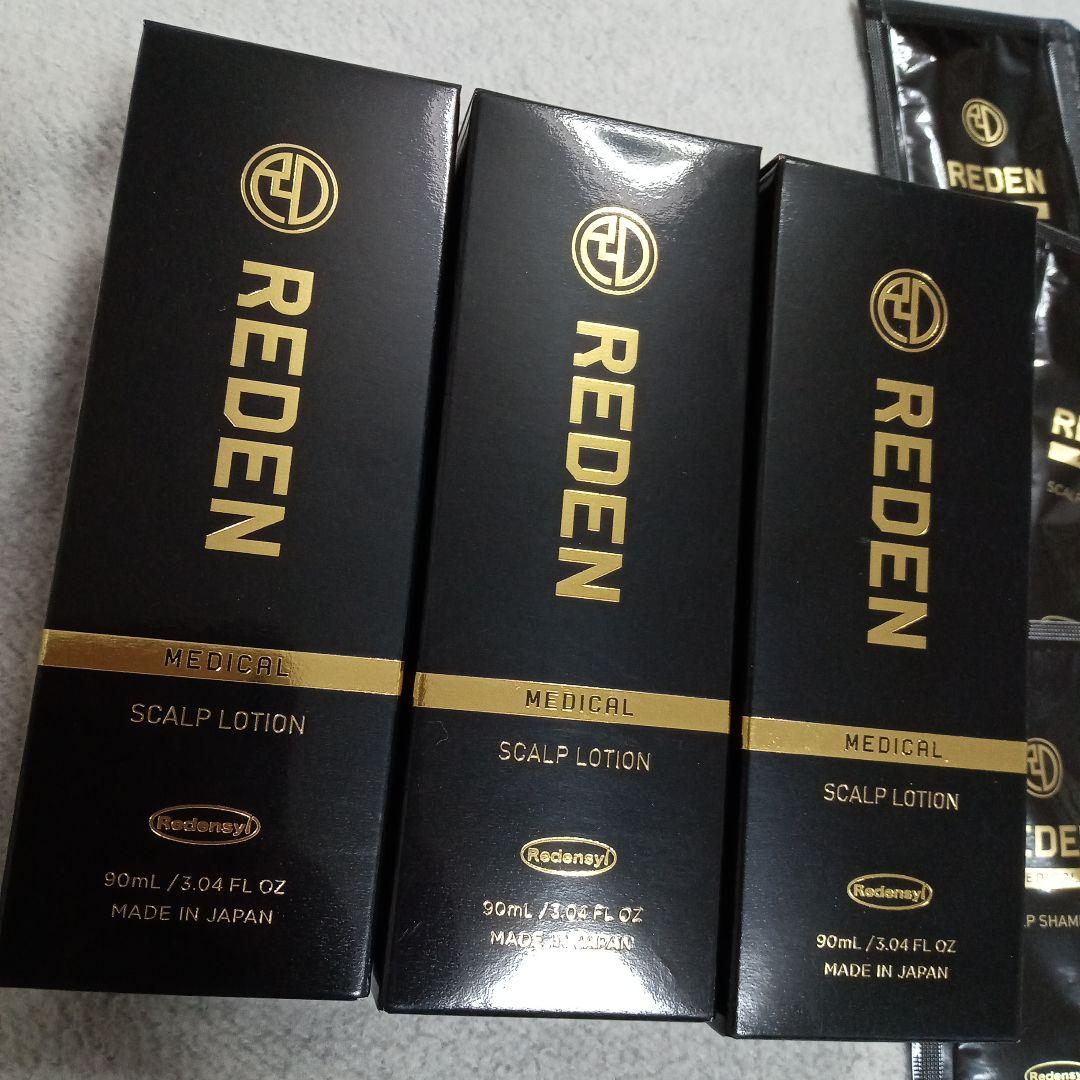 REDEN
MEDICAL
SCALP LOTION
Redensyl
90mL / 3.04 FL OZ
MADE IN JAPAN
REDEN
MEDICAL
SCALP LOTION
Redensyl
90mL / 3.04 FL OZ
MADE IN JAPAN
REDEN
MEDICAL
SCALP LOTION
Redensyl
90mL / 3.04 FL OZ
MADE IN JAPAN
REDEN